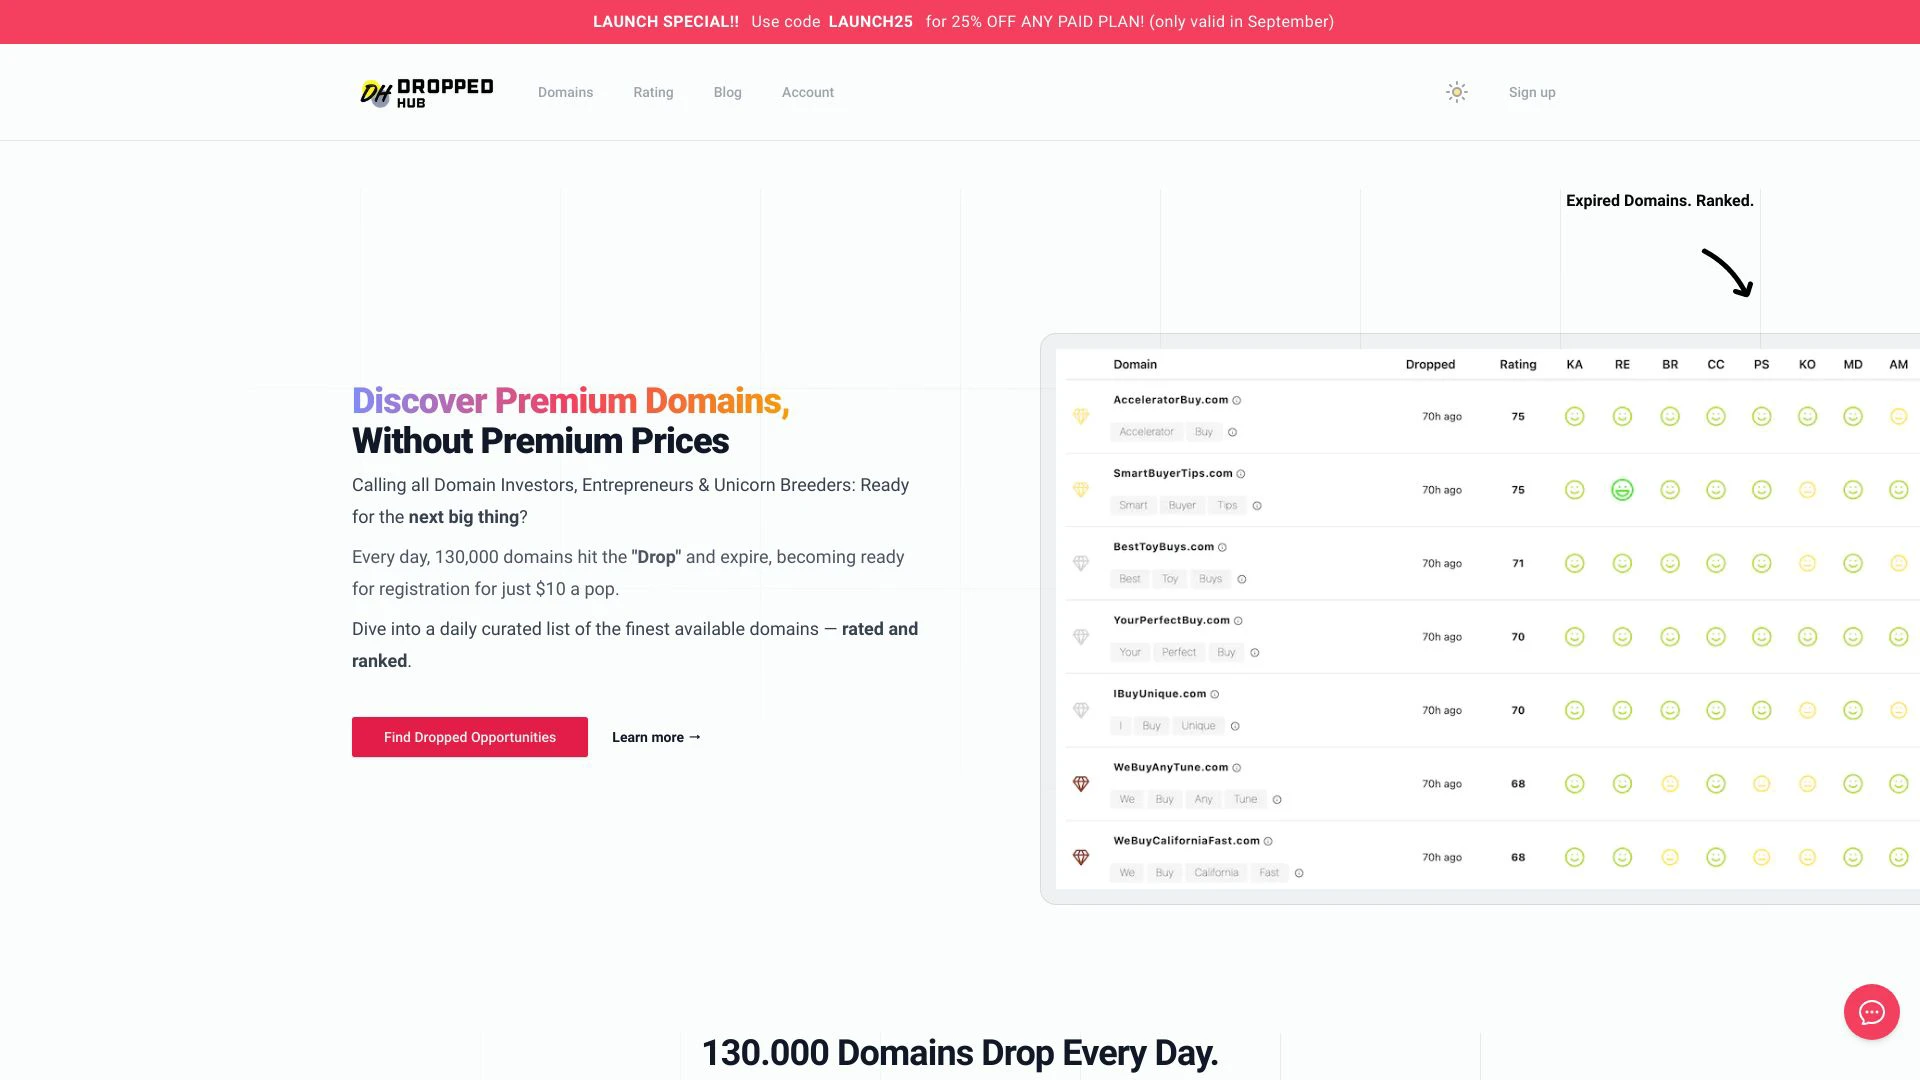 LAUNCH SPECIAL!! Use code LAUNCH25 for 25% OFF ANY PAID PLAN! (only valid in September)
DH DROPPED HUB
Domains Rating Blog Account Sign up
Expired Domains. Ranked.
Discover Premium Domains,
Without Premium Prices
Calling all Domain Investors, Entrepreneurs & Unicorn Breeders: Ready
for the next big thing?
Every day, 130,000 domains hit the "Drop" and expire, becoming ready
for registration for just $10 a pop.
Dive into a daily curated list of the finest available domains — rated and
ranked.
Find Dropped Opportunities Learn more →
Domain Dropped Rating KA RE BR CC PS KO MD AM
AcceleratorBuy.com
70h ago 75
Accelerator Buy
SmartBuyerTips.com
70h ago 75
Smart Buyer Tips
BestToyBuys.com
70h ago 71
Best Toy Buys
YourPerfectBuy.com
70h ago 70
Your Perfect Buy
IBuyUnique.com
70h ago 70
I Buy Unique
WeBuyAnyTune.com
70h ago 68
We Buy Any Tune
WeBuyCaliforniaFast.com
70h ago 68
We Buy California Fast
130.000 Domains Drop Every Day.